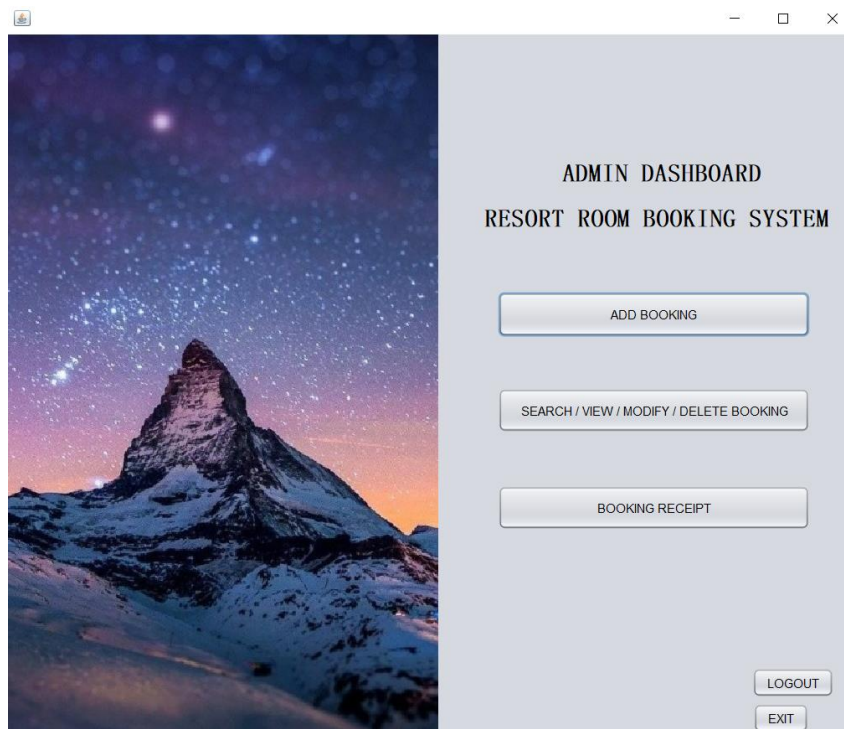 ADMIN DASHBOARD
RESORT ROOM BOOKING SYSTEM
ADD BOOKING
SEARCH / VIEW / MODIFY / DELETE BOOKING
BOOKING RECEIPT
LOGOUT
EXIT